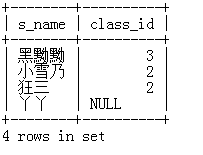 s_name | class_id
黑黝黝 | 3
小雪乃 | 2
狂三 | 2
丫丫 | NULL
4 rows in set